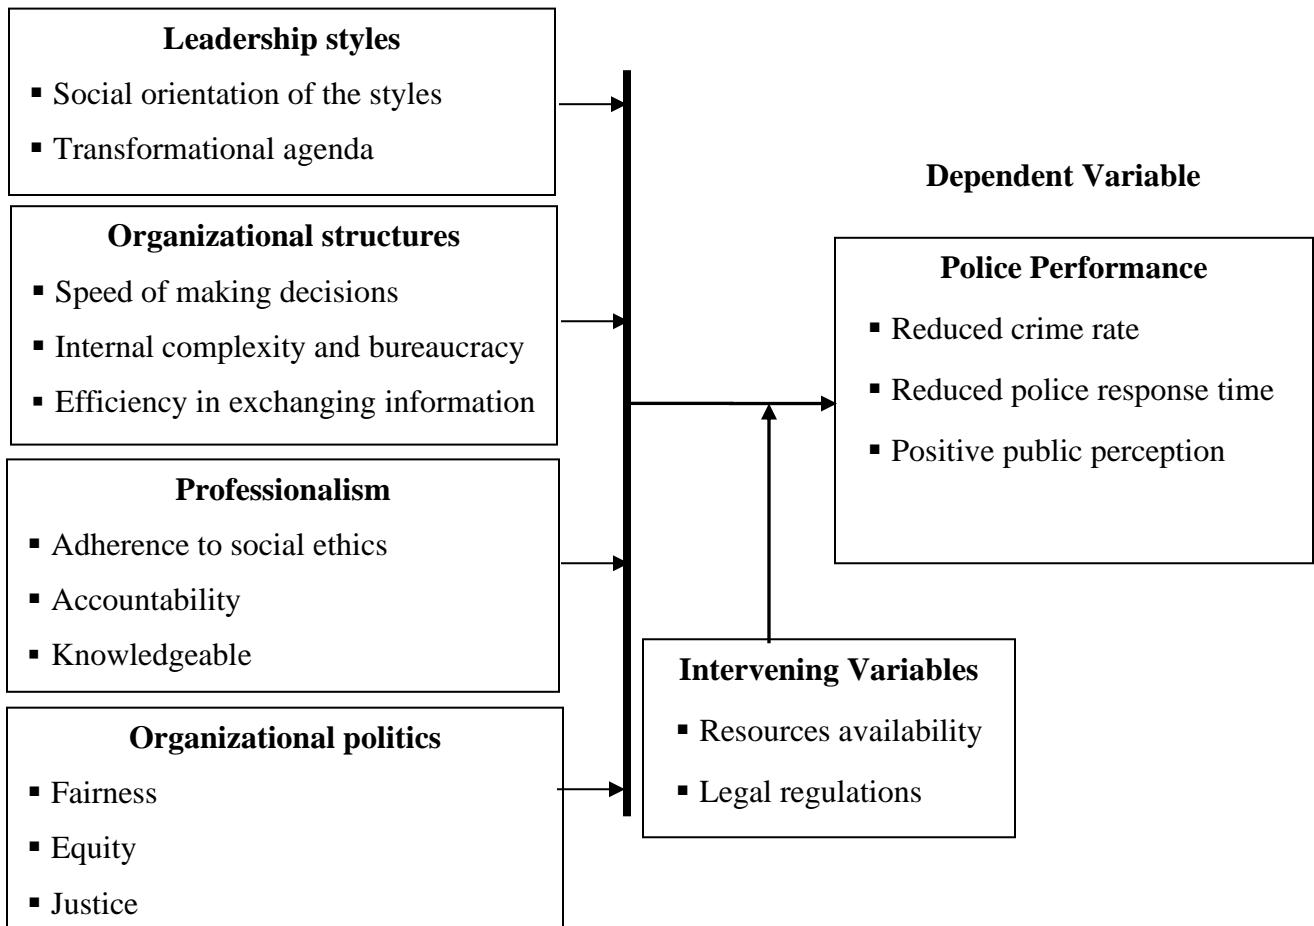 Leadership styles
▪ Social orientation of the styles
▪ Transformational agenda
Organizational structures
▪ Speed of making decisions
▪ Internal complexity and bureaucracy
▪ Efficiency in exchanging information
Professionalism
▪ Adherence to social ethics
▪ Accountability
▪ Knowledgeable
Organizational politics
▪ Fairness
▪ Equity
▪ Justice
Dependent Variable
Police Performance
▪ Reduced crime rate
▪ Reduced police response time
▪ Positive public perception
Intervening Variables
▪ Resources availability
▪ Legal regulations